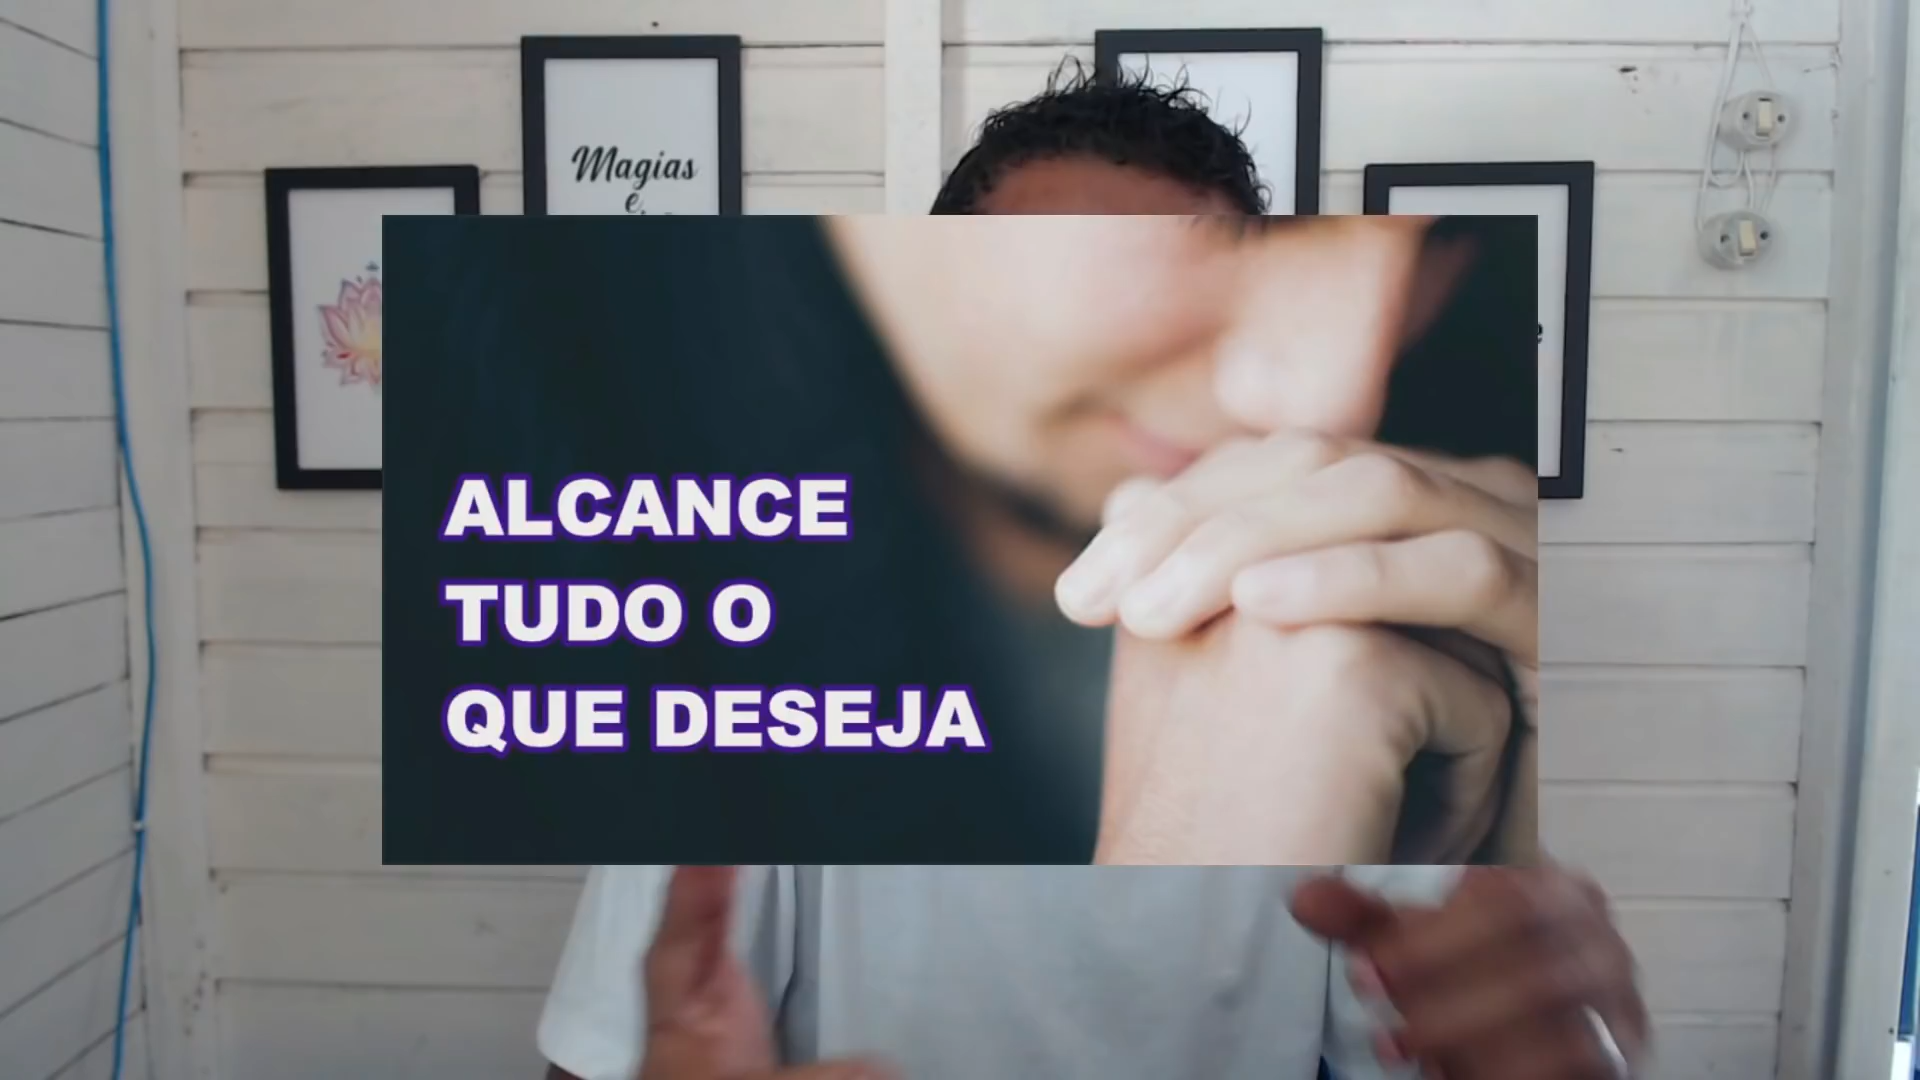 Magias
e
ALCANCE
TUDO O
QUE DESEJA